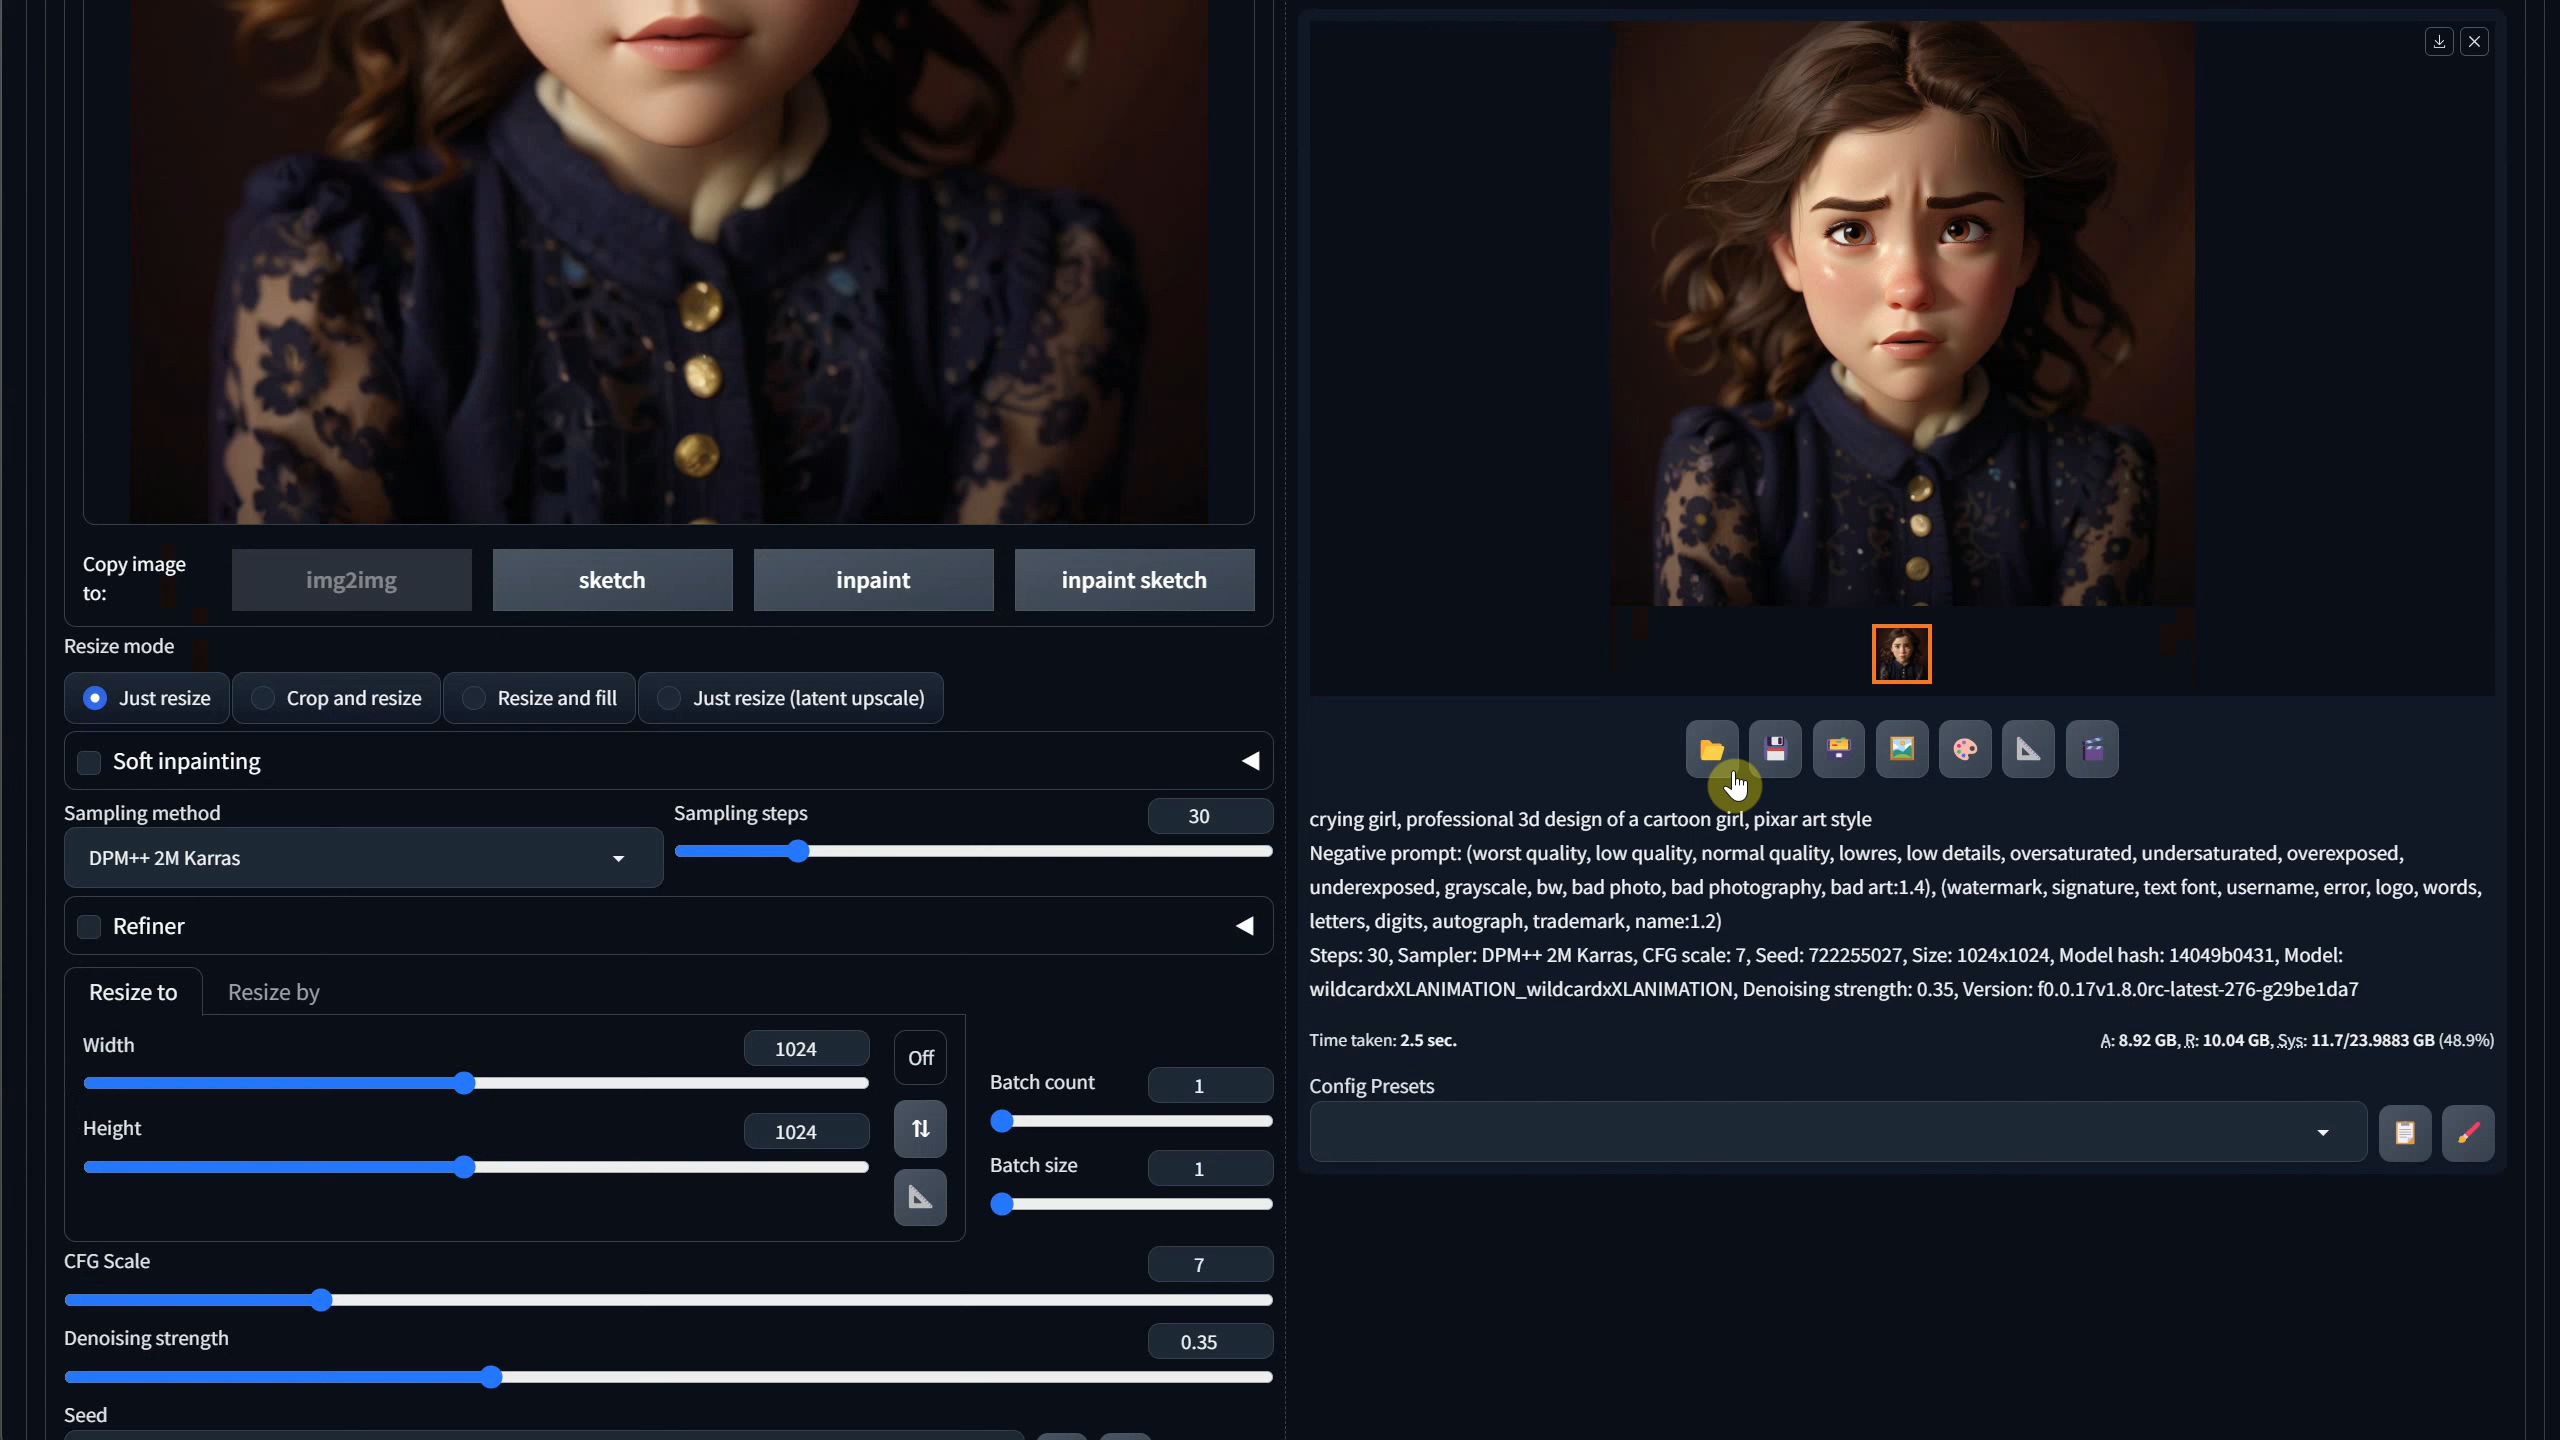 Copy image
to:
img2img
sketch
inpaint
inpaint sketch
Resize mode
Just resize
Crop and resize
Resize and fill
Just resize (latent upscale)
Soft inpainting
Sampling method
Sampling steps
30
DPM++ 2M Karras
Refiner
Resize to
Resize by
Width
1024
Off
Height
1024
Batch count
1
Batch size
1
CFG Scale
7
Denoising strength
0.35
Seed
crying girl, professional 3d design of a cartoon girl, pixar art style
Negative prompt: (worst quality, low quality, normal quality, lowres, low details, oversaturated, undersaturated, overexposed,
underexposed, grayscale, bw, bad photo, bad photography, bad art:1.4), (watermark, signature, text font, username, error, logo, words,
letters, digits, autograph, trademark, name:1.2)
Steps: 30, Sampler: DPM++ 2M Karras, CFG scale: 7, Seed: 722255027, Size: 1024x1024, Model hash: 14049b0431, Model:
wildcardxXLANIMATION_wildcardxXLANIMATION, Denoising strength: 0.35, Version: f0.0.17v1.8.0rc-latest-276-g29be1da7
Time taken: 2.5 sec.
A: 8.92 GB, R: 10.04 GB, Sys: 11.7/23.9883 GB (48.9%)
Config Presets